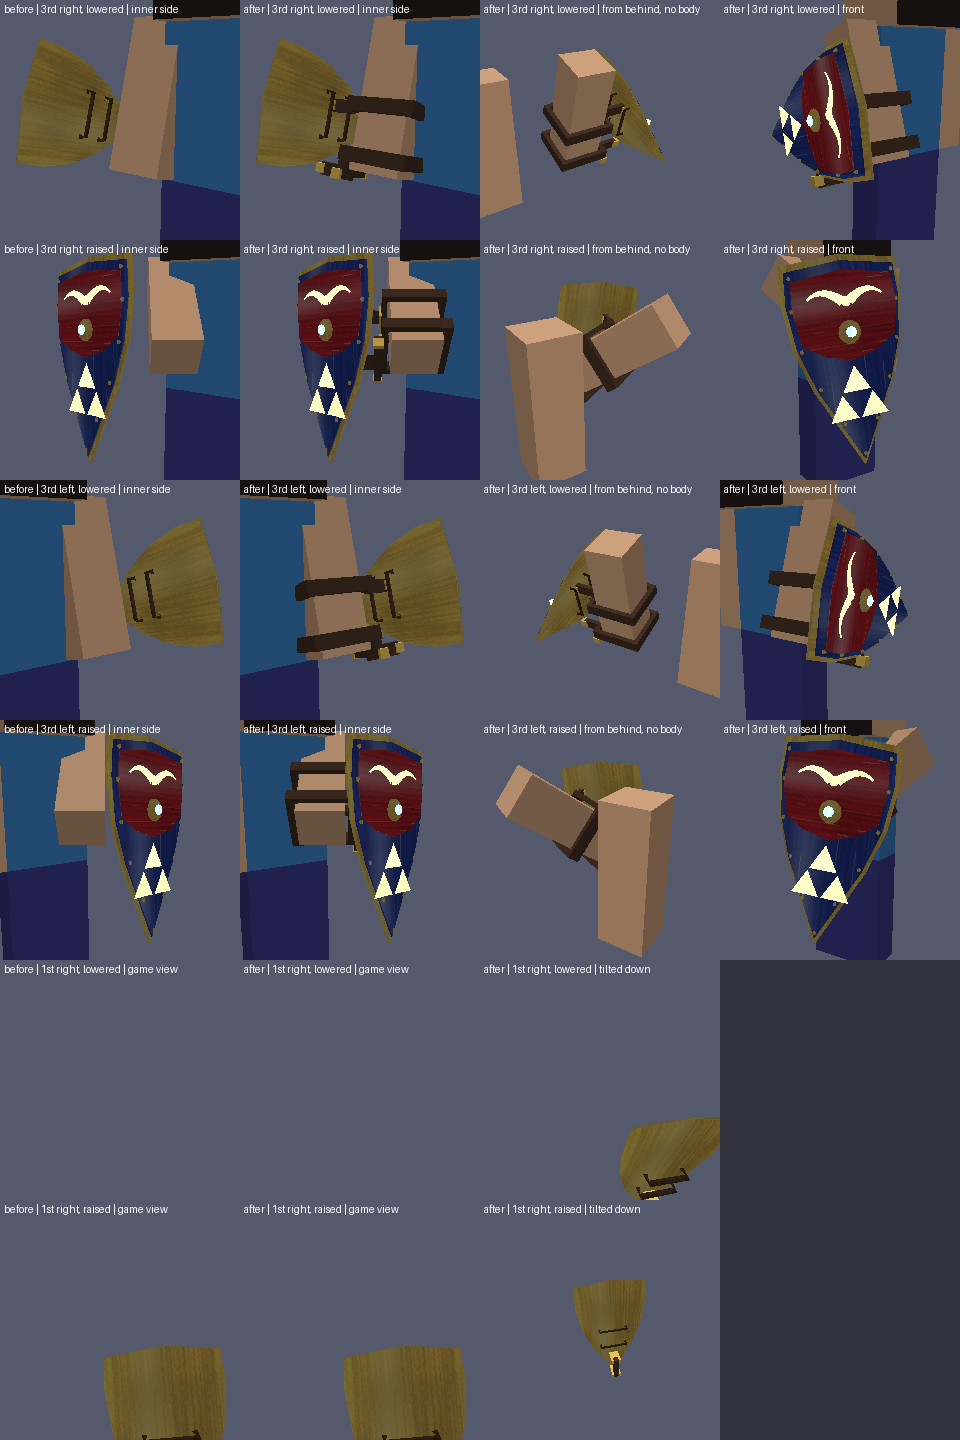 before | 3rd right, lowered | inner side
after | 3rd right, lowered | inner side
after | 3rd right, lowered | from behind, no body
after | 3rd right, lowered | front
before | 3rd right, raised | inner side
after | 3rd right, raised | inner side
after | 3rd right, raised | from behind, no body
after | 3rd right, raised | front
before | 3rd left, lowered | inner side
after | 3rd left, lowered | inner side
after | 3rd left, lowered | from behind, no body
after | 3rd left, lowered | front
before | 3rd left, raised | inner side
after | 3rd left, raised | inner side
after | 3rd left, raised | from behind, no body
after | 3rd left, raised | front
before | 1st right, lowered | game view
after | 1st right, lowered | game view
after | 1st right, lowered | tilted down
before | 1st right, raised | game view
after | 1st right, raised | game view
after | 1st right, raised | tilted down